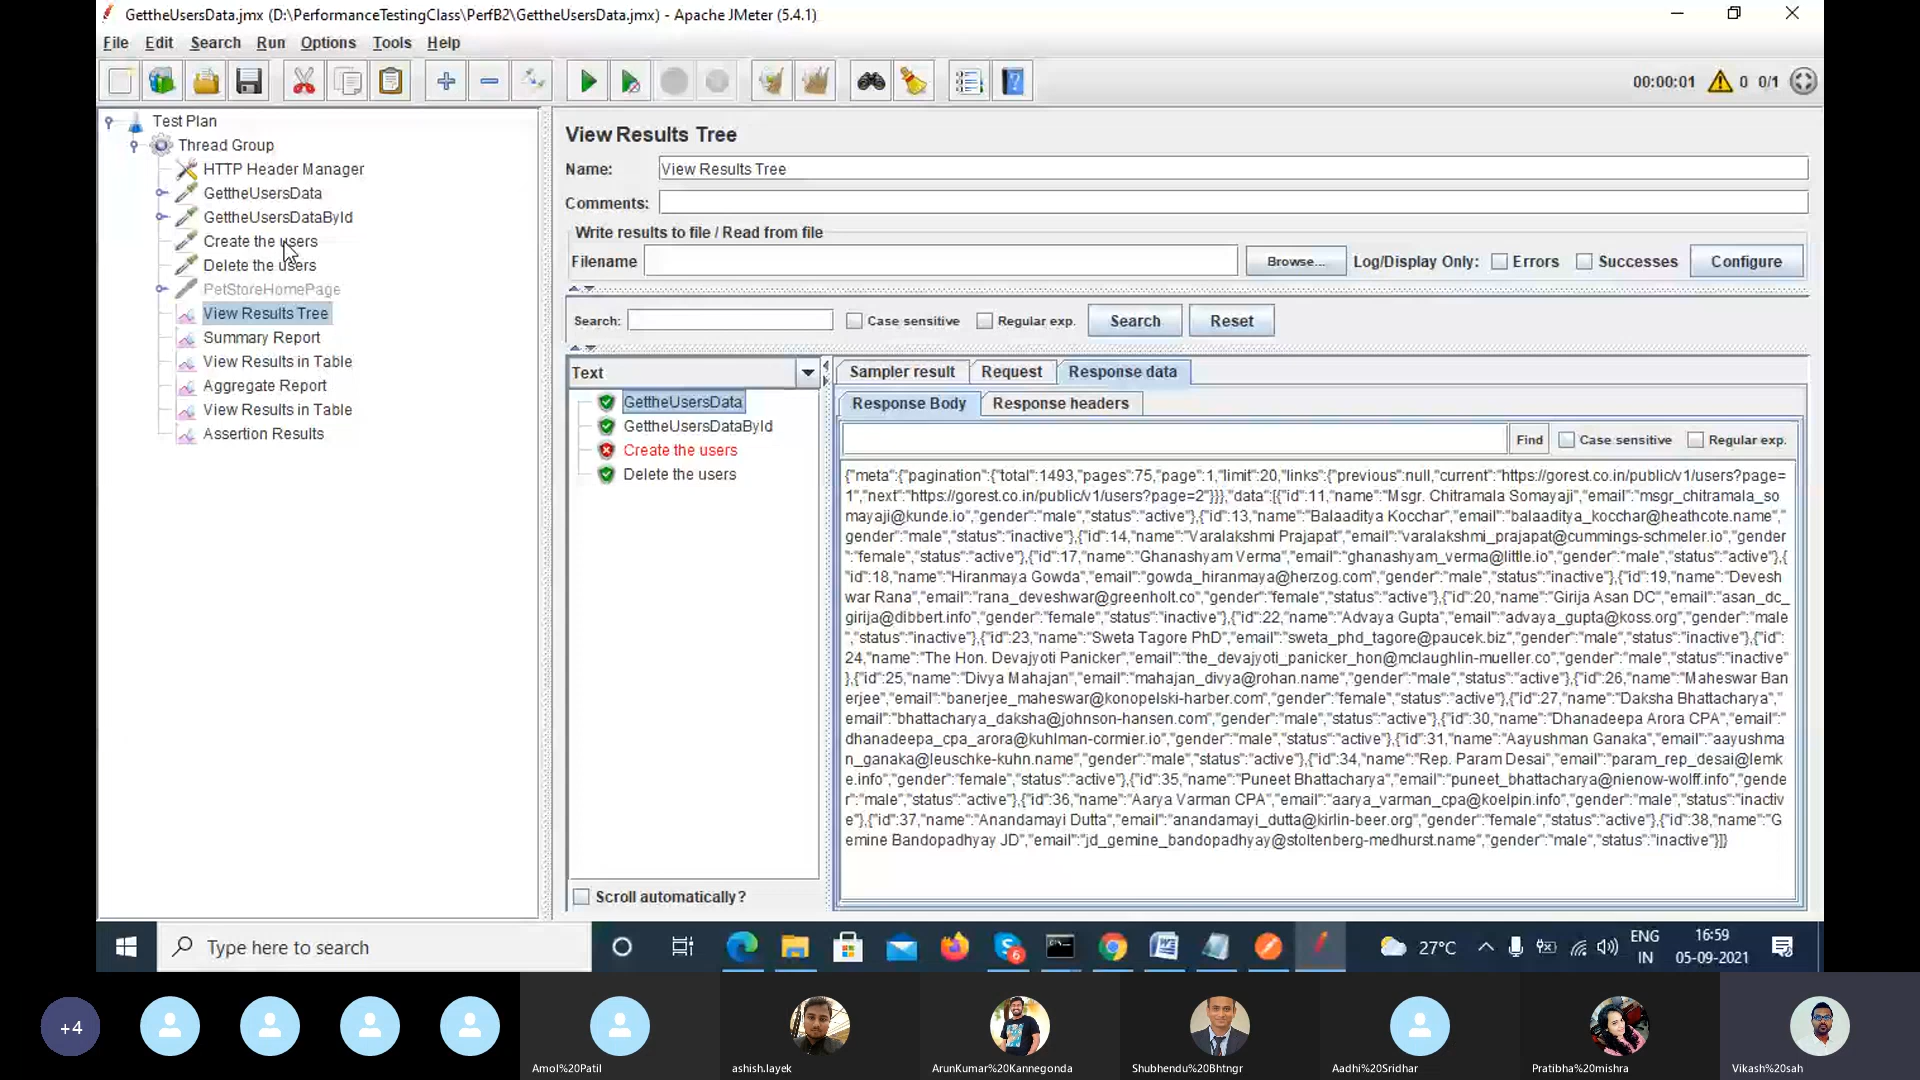 GettheUsersData.jmx (D:\PerformanceTestingClass\PerfB2\GettheUsersData.jmx) - Apache JMeter (5.4.1)
File Edit Search Run Options Tools Help
00:00:01 0 0/1
Test Plan
Thread Group
HTTP Header Manager
GettheUsersData
GettheUsersDataById
Create the users
Delete the users
PetStoreHomePage
View Results Tree
Summary Report
View Results in Table
Aggregate Report
View Results in Table
Assertion Results
View Results Tree
Name: View Results Tree
Comments:
Write results to file / Read from file
Filename Browse... Log/Display Only: Errors Successes Configure
Search: Case sensitive Regular exp. Search Reset
Text
GettheUsersData
GettheUsersDataById
Create the users
Delete the users
Scroll automatically?
Sampler result Request Response data
Response Body Response headers
Find Case sensitive Regular exp.
{"meta":{"pagination":{"total":1493,"pages":75,"page":1,"limit":20,"links":{"previous":null,"current":"https://gorest.co.in/public/v1/users?page=
1","next":"https://gorest.co.in/public/v1/users?page=2"}}},"data":[{"id":11,"name":"Msgr. Chitramala Somayaji","email":"msgr_chitramala_so
mayaji@kunde.io","gender":"male","status":"active"},{"id":13,"name":"Balaaditya Kocchar","email":"balaaditya_kocchar@heathcote.name","
gender":"male","status":"inactive"},{"id":14,"name":"Varalakshmi Prajapat","email":"varalakshmi_prajapat@cummings-schmeler.io","gender
":"female","status":"active"},{"id":17,"name":"Ghanashyam Verma","email":"ghanashyam_verma@little.io","gender":"male","status":"active"},{
"id":18,"name":"Hiranmaya Gowda","email":"gowda_hiranmaya@herzog.com","gender":"male","status":"inactive"},{"id":19,"name":"Devesh
war Rana","email":"rana_deveshwar@greenholt.co","gender":"female","status":"active"},{"id":20,"name":"Girija Asan DC","email":"asan_dc_
girija@dibbert.info","gender":"female","status":"inactive"},{"id":22,"name":"Advaya Gupta","email":"advaya_gupta@koss.org","gender":"male
","status":"inactive"},{"id":23,"name":"Sweta Tagore PhD","email":"sweta_phd_tagore@paucek.biz","gender":"male","status":"inactive"},{"id":
24,"name":"The Hon. Devajyoti Panicker","email":"the_devajyoti_panicker_hon@mclaughlin-mueller.co","gender":"male","status":"inactive"
},{"id":25,"name":"Divya Mahajan","email":"mahajan_divya@rohan.name","gender":"male","status":"active"},{"id":26,"name":"Maheswar Ban
erjee","email":"banerjee_maheswar@konopelski-harber.com","gender":"female","status":"active"},{"id":27,"name":"Daksha Bhattacharya","
email":"bhattacharya_daksha@johnson-hansen.com","gender":"male","status":"active"},{"id":30,"name":"Dhanadeepa Arora CPA","email":"
dhanadeepa_cpa_arora@kuhlman-cormier.io","gender":"male","status":"active"},{"id":31,"name":"Aayushman Ganaka","email":"aayushma
n_ganaka@leuschke-kuhn.name","gender":"male","status":"active"},{"id":34,"name":"Rep. Param Desai","email":"param_rep_desai@lemk
e.info","gender":"female","status":"active"},{"id":35,"name":"Puneet Bhattacharya","email":"puneet_bhattacharya@nienow-wolff.info","gende
r":"male","status":"active"},{"id":36,"name":"Aarya Varman CPA","email":"aarya_varman_cpa@koelpin.info","gender":"male","status":"inactiv
e"},{"id":37,"name":"Anandamayi Dutta","email":"anandamayi_dutta@kirlin-beer.org","gender":"female","status":"active"},{"id":38,"name":"G
emine Bandopadhyay JD","email":"jd_gemine_bandopadhyay@stoltenberg-medhurst.name","gender":"male","status":"inactive"}]}
Type here to search
6
27°C
ENG
IN
16:59
05-09-2021
+4
Amol%20Patil
ashish.layek
ArunKumar%20Kannegonda
Shubhendu%20Bhtngr
Aadhi%20Sridhar
Pratibha%20mishra
Vikash%20sah